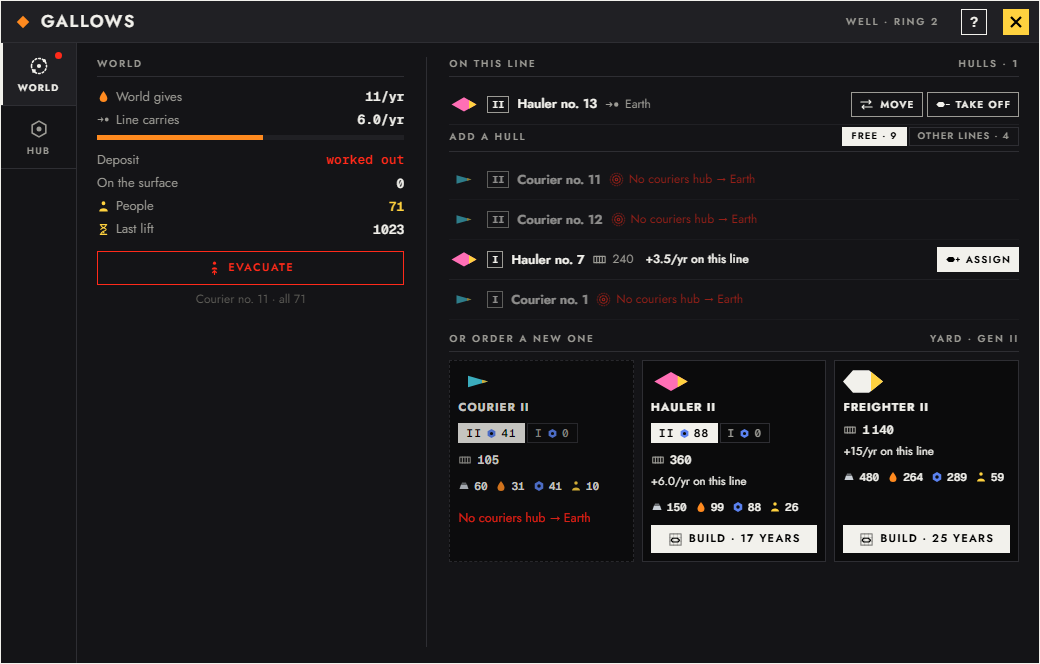 GALLOWS
WELL · RING 2
?
WORLD
HUB
WORLD
World gives 11/yr
Line carries 6.0/yr
Deposit worked out
On the surface 0
People 71
Last lift 1023
EVACUATE
Courier no. 11 · all 71
ON THIS LINE HULLS · 1
II Hauler no. 13 Earth MOVE TAKE OFF
ADD A HULL FREE · 9 OTHER LINES · 4
II Courier no. 11 No couriers hub → Earth
II Courier no. 12 No couriers hub → Earth
I Hauler no. 7 240 +3.5/yr on this line ASSIGN
I Courier no. 1 No couriers hub → Earth
OR ORDER A NEW ONE YARD · GEN II
COURIER II
II 41 I 0
105
60 31 41 10
No couriers hub → Earth
HAULER II
II 88 I 0
360
+6.0/yr on this line
150 99 88 26
BUILD · 17 YEARS
FREIGHTER II
1140
+15/yr on this line
480 264 289 59
BUILD · 25 YEARS